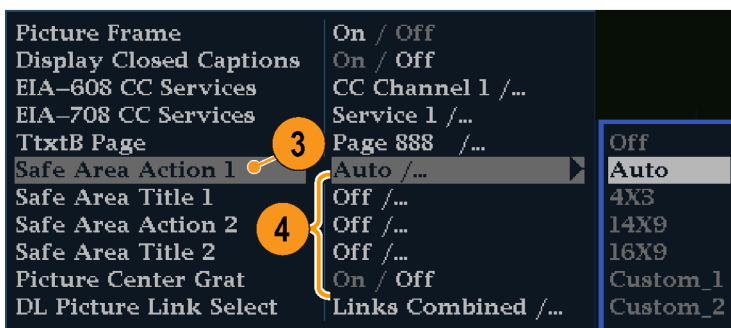 Picture Frame On / Off
Display Closed Captions On / Off
EIA-608 CC Services CC Channel 1 /...
EIA-708 CC Services Service 1 /...
TtxtB Page 3 Page 888 /... Off
Safe Area Action 1 Auto /... Auto
Safe Area Title 1 Off /... 4X3
Safe Area Action 2 4 Off /... 14X9
Safe Area Title 2 Off /... 16X9
Picture Center Grat On / Off Custom_1
DL Picture Link Select Links Combined /... Custom_2